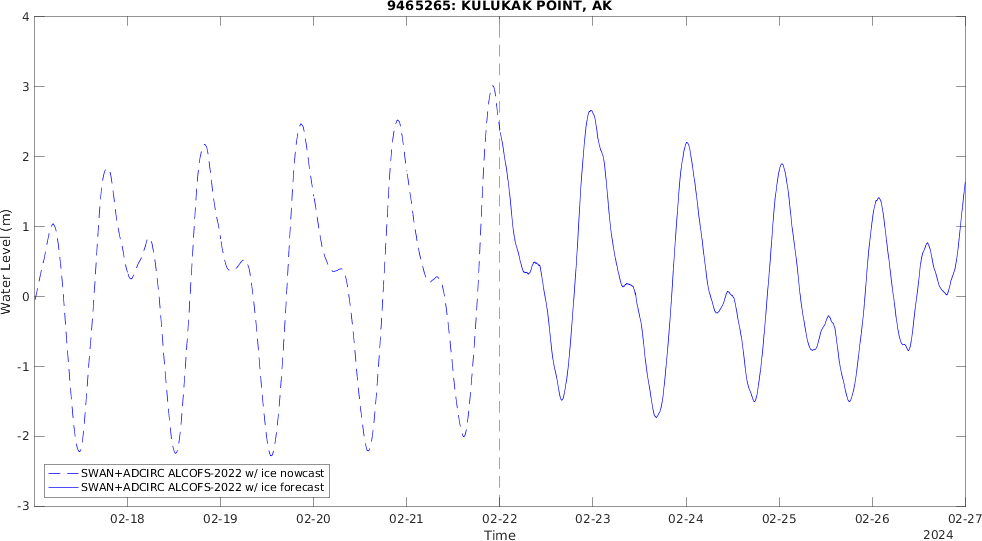 9465265: KULUKAK POINT, AK
4
3
2
1
0
-1
-2
-3
Water Level (m)
SWAN+ADCIRC ALCOFS-2022 w/ ice nowcast
SWAN+ADCIRC ALCOFS-2022 w/ ice forecast
02-18 02-19 02-20 02-21 02-22 02-23 02-24 02-25 02-26 02-27
Time
2024